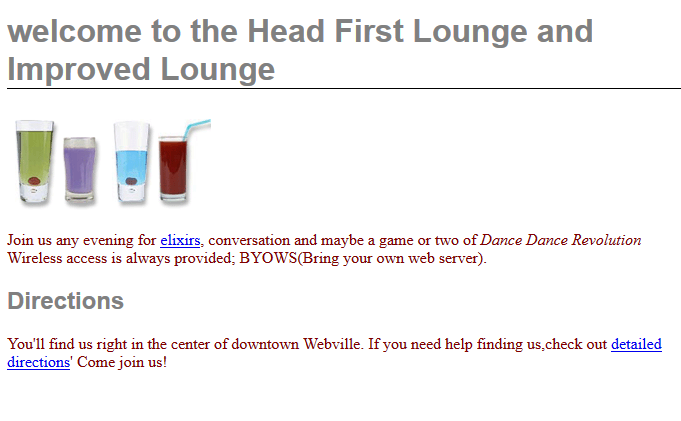 welcome to the Head First Lounge and
Improved Lounge
Join us any evening for elixirs, conversation and maybe a game or two of Dance Dance Revolution
Wireless access is always provided; BYOWS(Bring your own web server).
Directions
You'll find us right in the center of downtown Webville. If you need help finding us,check out detailed
directions' Come join us!